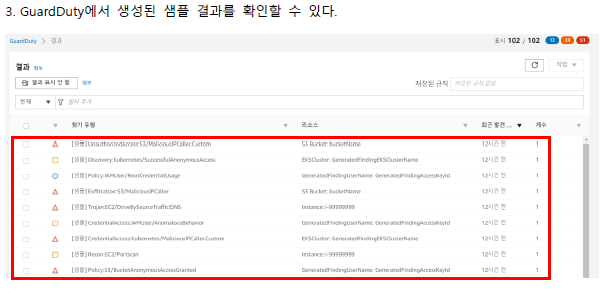 3. GuardDuty에서 생성된 샘플 결과를 확인할 수 있다.
GuardDuty > 결과 표시 102 / 102 12 38 51
결과 정보 작업
결과 표시 안 함 정보 저장된 규칙 저장된 규칙 없음
현재 필터 추가
찾기 유형 리소스 최근 발견 ... 개수
[샘플] UnauthorizedAccess:S3/MaliciousIPCaller.Custom S3 Bucket: bucketName 12시간 전 1
[샘플] Discovery:Kubernetes/SuccessfulAnonymousAccess EKSCluster: GeneratedFindingEKSClusterName 12시간 전 1
[샘플] Policy:IAMUser/RootCredentialUsage GeneratedFindingUserName: GeneratedFindingAccessKeyId 12시간 전 1
[샘플] Exfiltration:S3/MaliciousIPCaller S3 Bucket: bucketName 12시간 전 1
[샘플] Trojan:EC2/DriveBySourceTraffic!DNS Instance: i-99999999 12시간 전 1
[샘플] CredentialAccess:IAMUser/AnomalousBehavior GeneratedFindingUserName: GeneratedFindingAccessKeyId 12시간 전 1
[샘플] CredentialAccess:Kubernetes/MaliciousIPCaller.Custom EKSCluster: GeneratedFindingEKSClusterName 12시간 전 1
[샘플] Recon:EC2/Portscan Instance: i-99999999 12시간 전 1
[샘플] Policy:S3/BucketAnonymousAccessGranted GeneratedFindingUserName: GeneratedFindingAccessKeyId 12시간 전 1